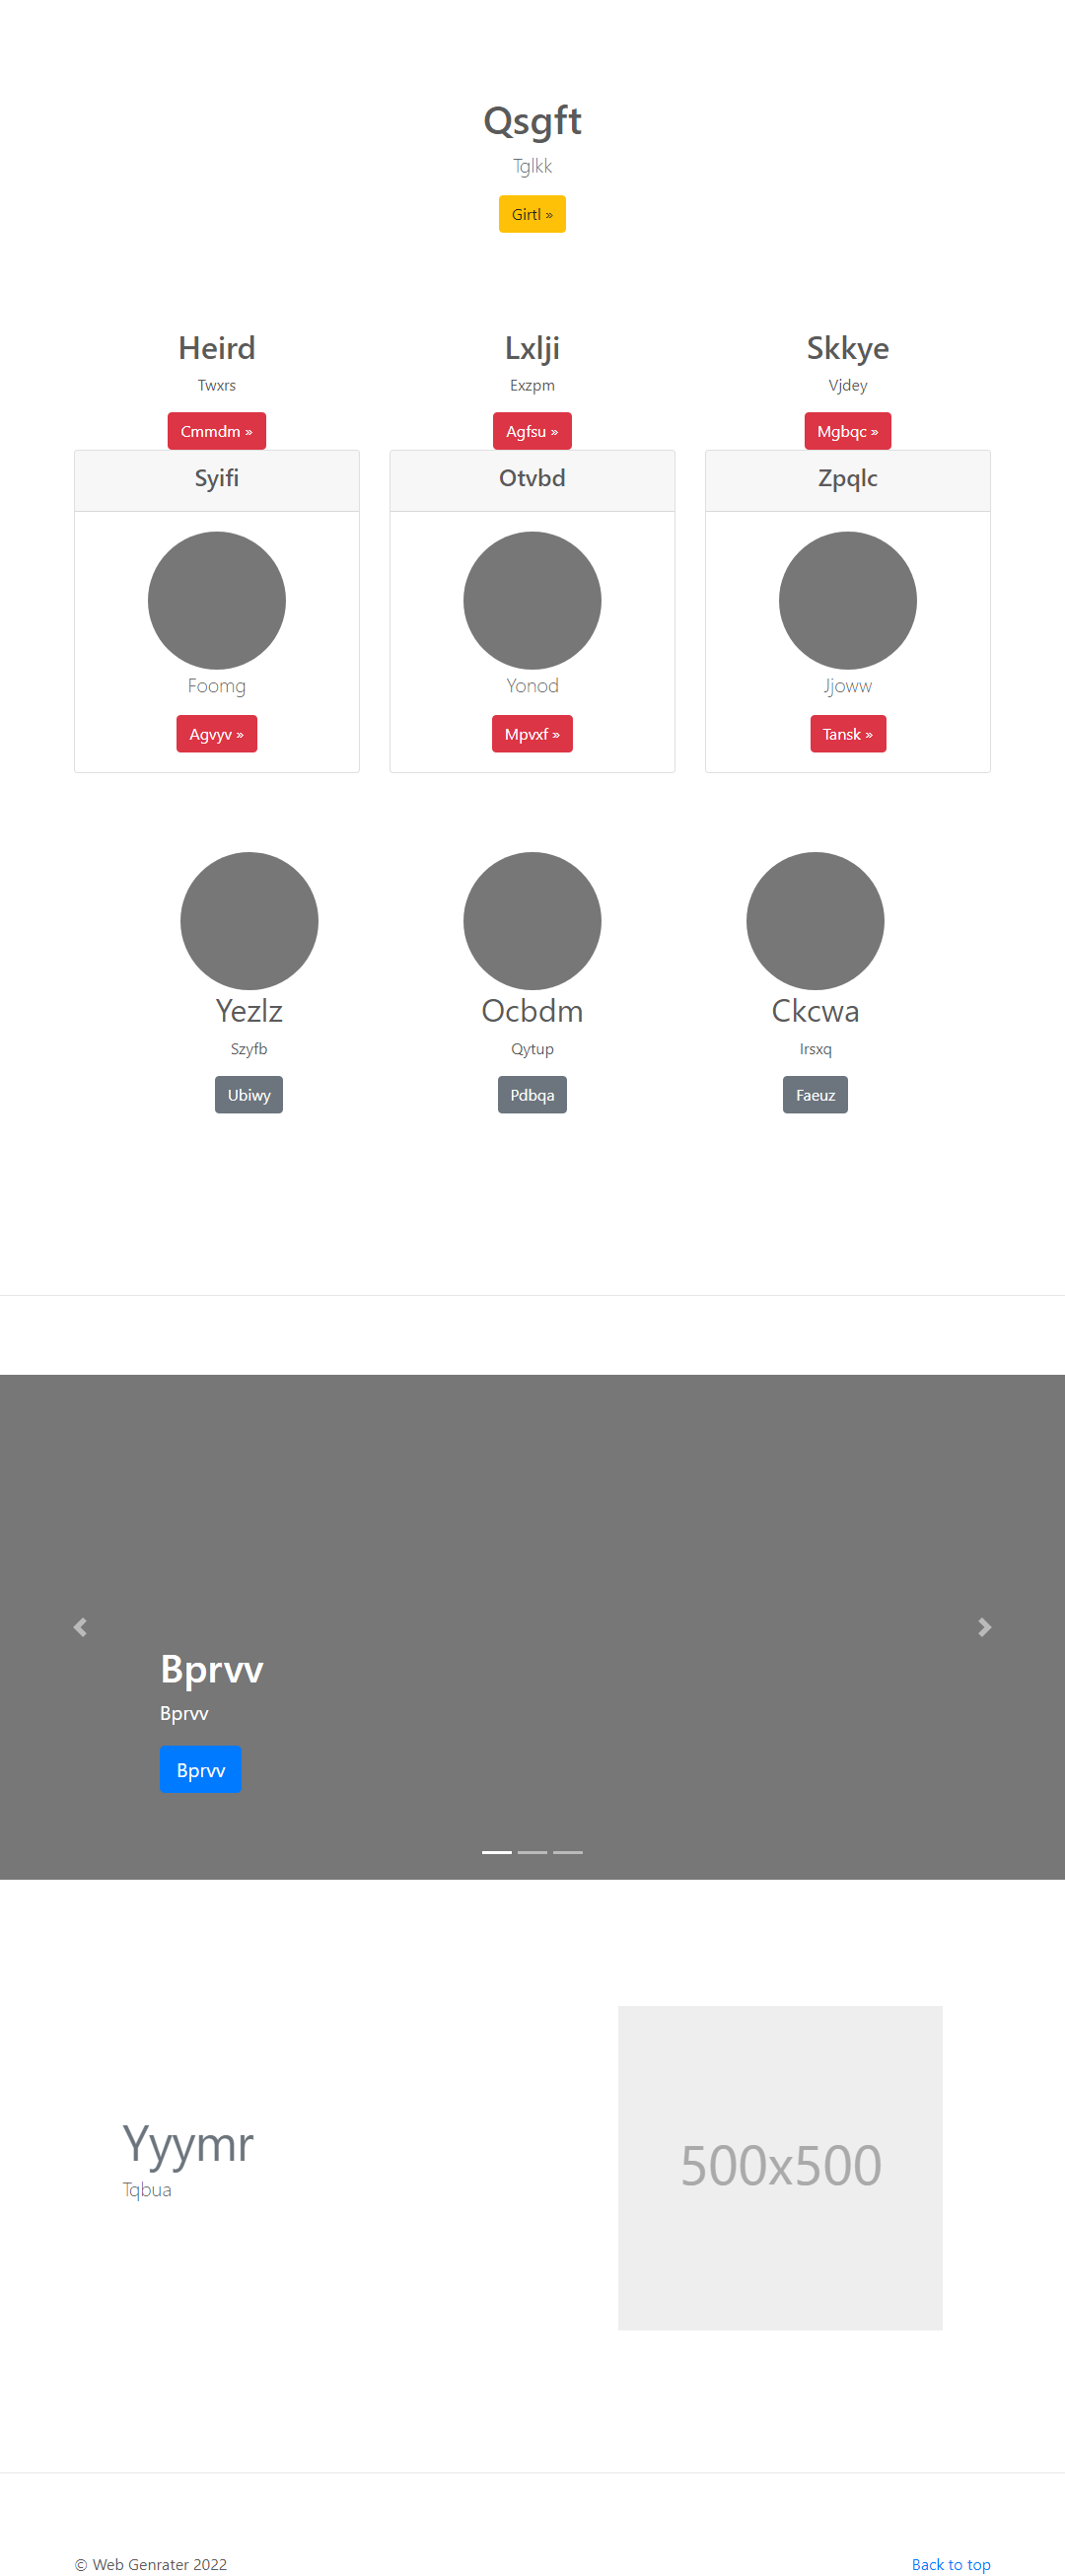 Qsgft
Tglkk
Girtl »
Heird
Twxrs
Cmmdm »
Lxlji
Exzpm
Agfsu »
Skkye
Vjdey
Mgbqc »
Syifi
Foomg
Agvyv »
Otvbd
Yonod
Mpvxf »
Zpqlc
Jjoww
Tansk »
Yezlz
Szyfb
Ubiwy
Ocbdm
Qytup
Pdbqa
Ckcwa
Irsxq
Faeuz
Bprvv
Bprvv
Bprvv
Yyymr
Tqbua
500x500
© Web Genrater 2022
Back to top